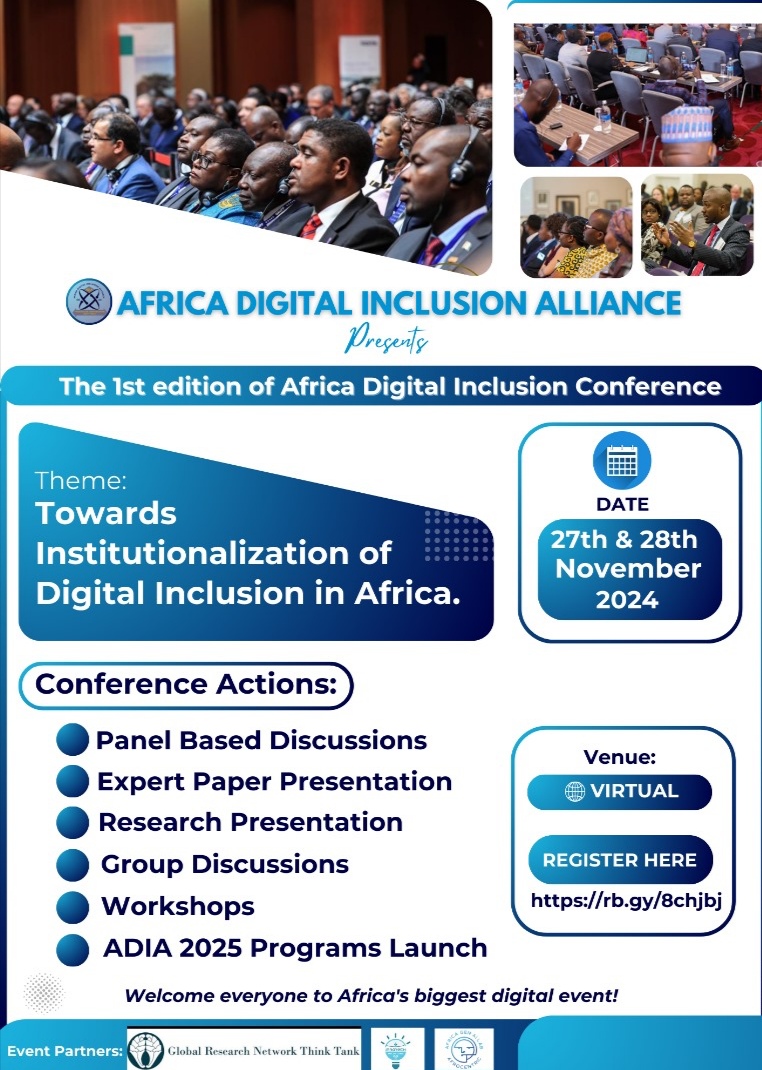 AFRICA DIGITAL INCLUSION ALLIANCE
Presents
The 1st edition of Africa Digital Inclusion Conference
Theme:
Towards
Institutionalization of
Digital Inclusion in Africa.
DATE
27th & 28th
November
2024
Conference Actions:
Panel Based Discussions
Expert Paper Presentation
Research Presentation
Group Discussions
Workshops
ADIA 2025 Programs Launch
Venue:
VIRTUAL
REGISTER HERE
https://rb.gy/8chjbj
Welcome everyone to Africa's biggest digital event!
Event Partners:
Global Research Network Think Tank
AFROCENTRIC